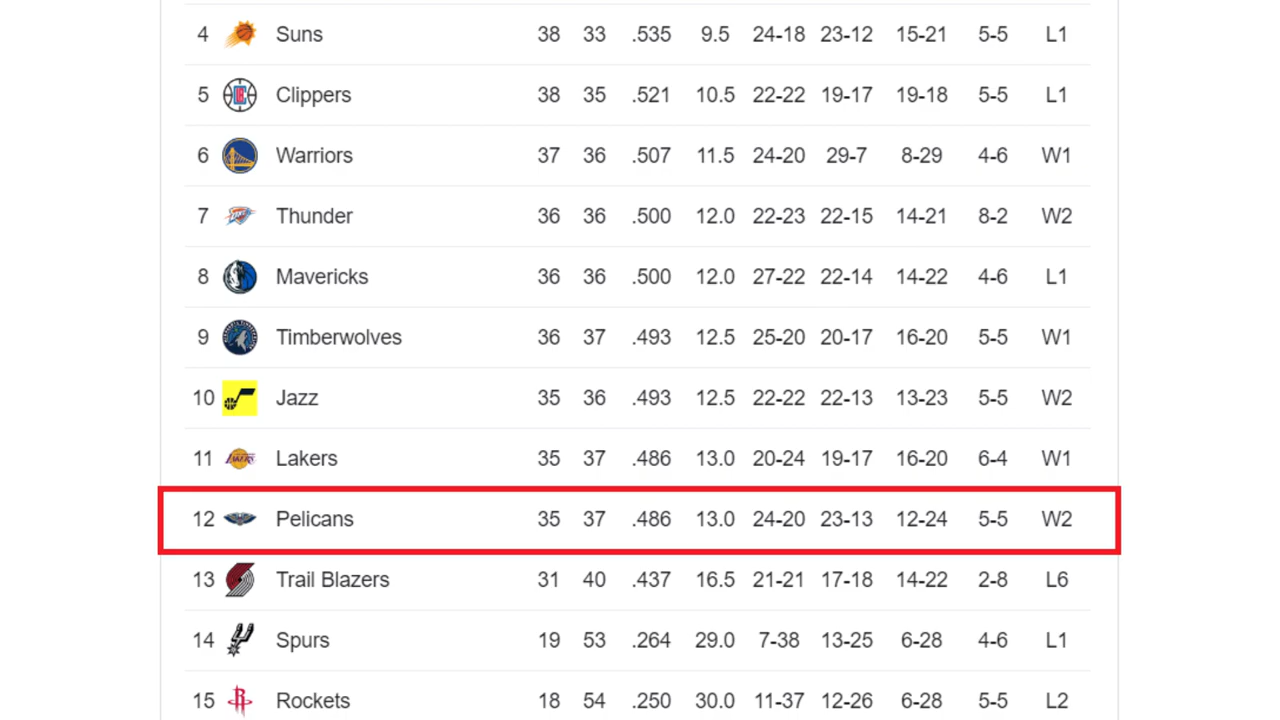 4 Suns 38 33 .535 9.5 24-18 23-12 15-21 5-5 L1
5 Clippers 38 35 .521 10.5 22-22 19-17 19-18 5-5 L1
6 Warriors 37 36 .507 11.5 24-20 29-7 8-29 4-6 W1
7 Thunder 36 36 .500 12.0 22-23 22-15 14-21 8-2 W2
8 Mavericks 36 36 .500 12.0 27-22 22-14 14-22 4-6 L1
9 Timberwolves 36 37 .493 12.5 25-20 20-17 16-20 5-5 W1
10 Jazz 35 36 .493 12.5 22-22 22-13 13-23 5-5 W2
11 Lakers 35 37 .486 13.0 20-24 19-17 16-20 6-4 W1
12 Pelicans 35 37 .486 13.0 24-20 23-13 12-24 5-5 W2
13 Trail Blazers 31 40 .437 16.5 21-21 17-18 14-22 2-8 L6
14 Spurs 19 53 .264 29.0 7-38 13-25 6-28 4-6 L1
15 Rockets 18 54 .250 30.0 11-37 12-26 6-28 5-5 L2